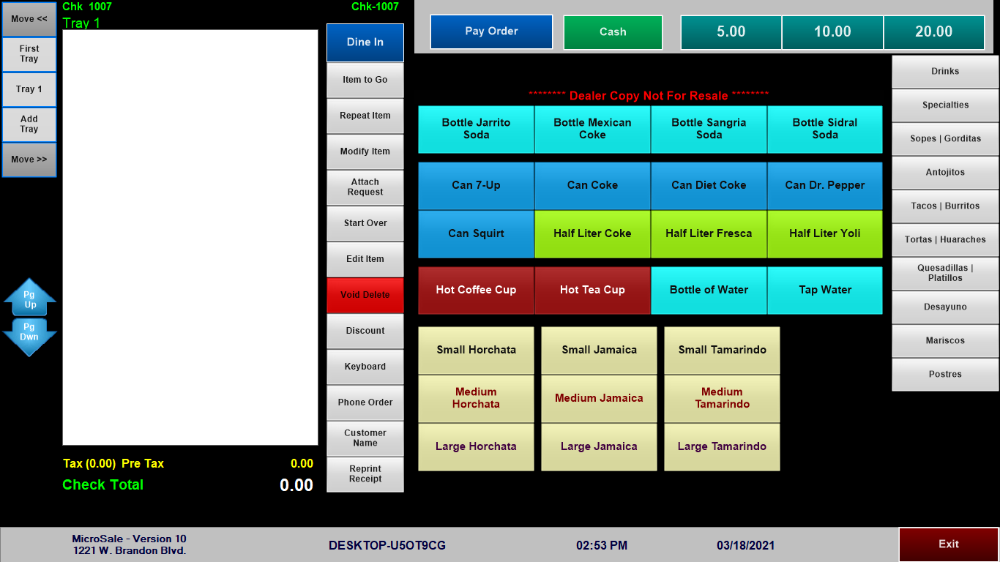 Move <<
First
Tray
Tray 1
Add
Tray
Move >>
Pg
Up
Pg
Dwn
Chk 1007
Chk-1007
Tray 1
Tax (0.00) Pre Tax 0.00
Check Total 0.00
Dine In
Item to Go
Repeat Item
Modify Item
Attach
Request
Start Over
Edit Item
Void Delete
Discount
Keyboard
Phone Order
Customer
Name
Reprint
Receipt
Pay Order
Cash
5.00
10.00
20.00
******** Dealer Copy Not For Resale ********
Bottle Jarrito
Soda
Bottle Mexican
Coke
Bottle Sangria
Soda
Bottle Sidral
Soda
Can 7-Up
Can Coke
Can Diet Coke
Can Dr. Pepper
Can Squirt
Half Liter Coke
Half Liter Fresca
Half Liter Yoli
Hot Coffee Cup
Hot Tea Cup
Bottle of Water
Tap Water
Small Horchata
Small Jamaica
Small Tamarindo
Medium
Horchata
Medium Jamaica
Medium
Tamarindo
Large Horchata
Large Jamaica
Large Tamarindo
Drinks
Specialties
Sopes | Gorditas
Antojitos
Tacos | Burritos
Tortas | Huaraches
Quesadillas |
Platillos
Desayuno
Mariscos
Postres
MicroSale - Version 10
1221 W. Brandon Blvd.
DESKTOP-U5OT9CG
02:53 PM
03/18/2021
Exit